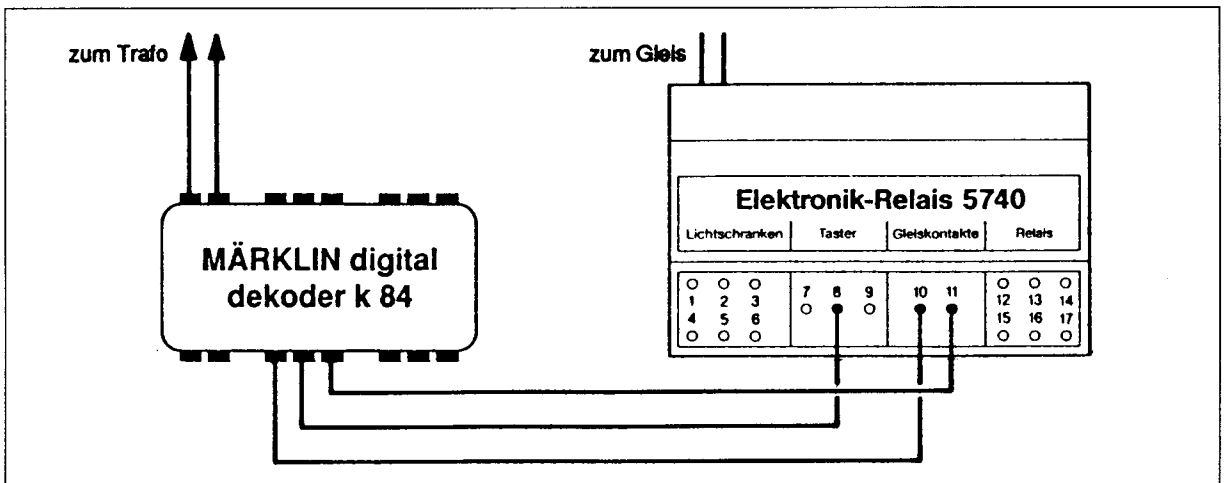 zum Trafo
zum Gleis
MÄRKLIN digital
dekoder k 84
Elektronik-Relais 5740
Lichtschranken Taster Gleiskontakte Relais
1 2 3
4 5 6
7 8 9
10 11
12 13 14
15 16 17